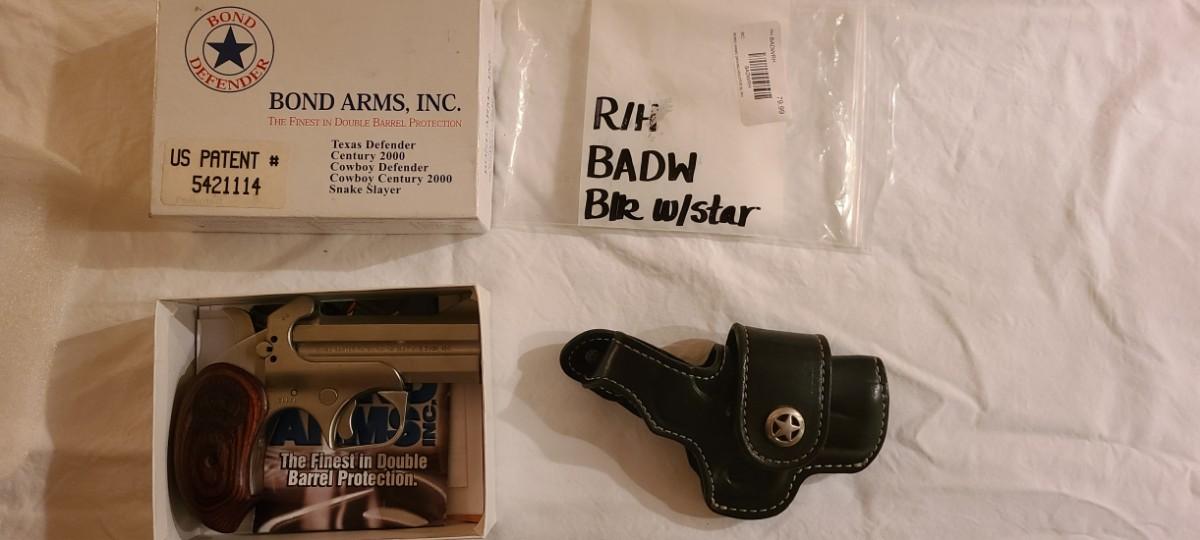 BOND
DEFENDER
BOND ARMS, INC.
THE FINEST IN DOUBLE BARREL PROTECTION
Texas Defender
Century 2000
Cowboy Defender
Cowboy Century 2000
Snake Slayer
US PATENT #
5421114
R/H
BADW
Blk w/star
79.99
ARMS INC.
The Finest in Double
Barrel Protection.